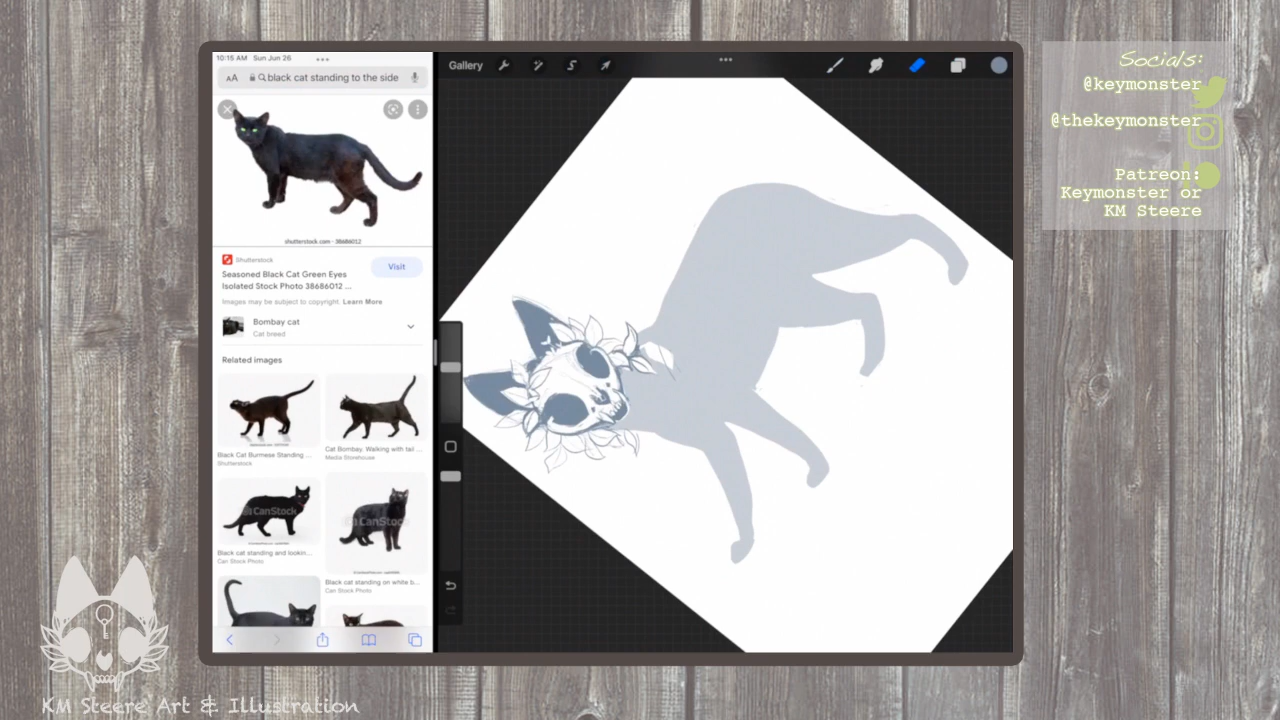 10:15 AM Sun Jun 26
AA black cat standing to the side
shutterstock.com · 38686012
Shutterstock
Seasoned Black Cat Green Eyes
Isolated Stock Photo 38686012 ...
Visit
Images may be subject to copyright. Learn More
Bombay cat
Cat breed
Related images
Black Cat Burmese Standing ...
Shutterstock
Cat Bombay. Walking with tail ...
Media Storehouse
CanStock
Black cat standing and lookin...
Can Stock Photo
CanStock
Black cat standing on white b...
Can Stock Photo
Gallery
Socials:
@keymonster
@thekeymonster
Patreon:
Keymonster or
KM Steere
KM Steere Art & Illustration